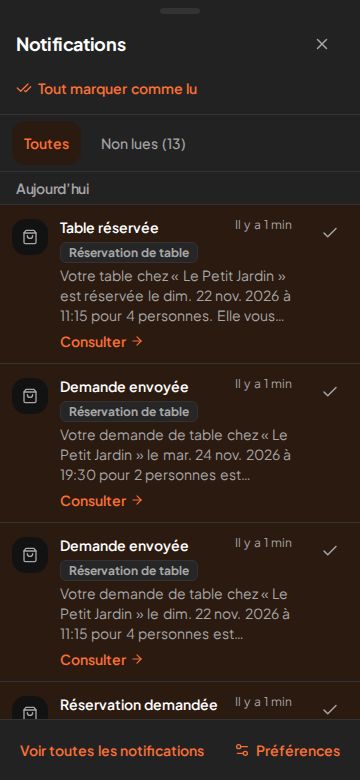 Notifications
Tout marquer comme lu
Toutes
Non lues (13)
Aujourd'hui
Table réservée
Il y a 1 min
Réservation de table
Votre table chez « Le Petit Jardin »
est réservée le dim. 22 nov. 2026 à
11:15 pour 4 personnes. Elle vous…
Consulter →
Demande envoyée
Il y a 1 min
Réservation de table
Votre demande de table chez « Le
Petit Jardin » le mar. 24 nov. 2026 à
19:30 pour 2 personnes est…
Consulter →
Demande envoyée
Il y a 1 min
Réservation de table
Votre demande de table chez « Le
Petit Jardin » le dim. 22 nov. 2026 à
11:15 pour 4 personnes est…
Consulter →
Réservation demandée
Il y a 1 min
Voir toutes les notifications
Préférences